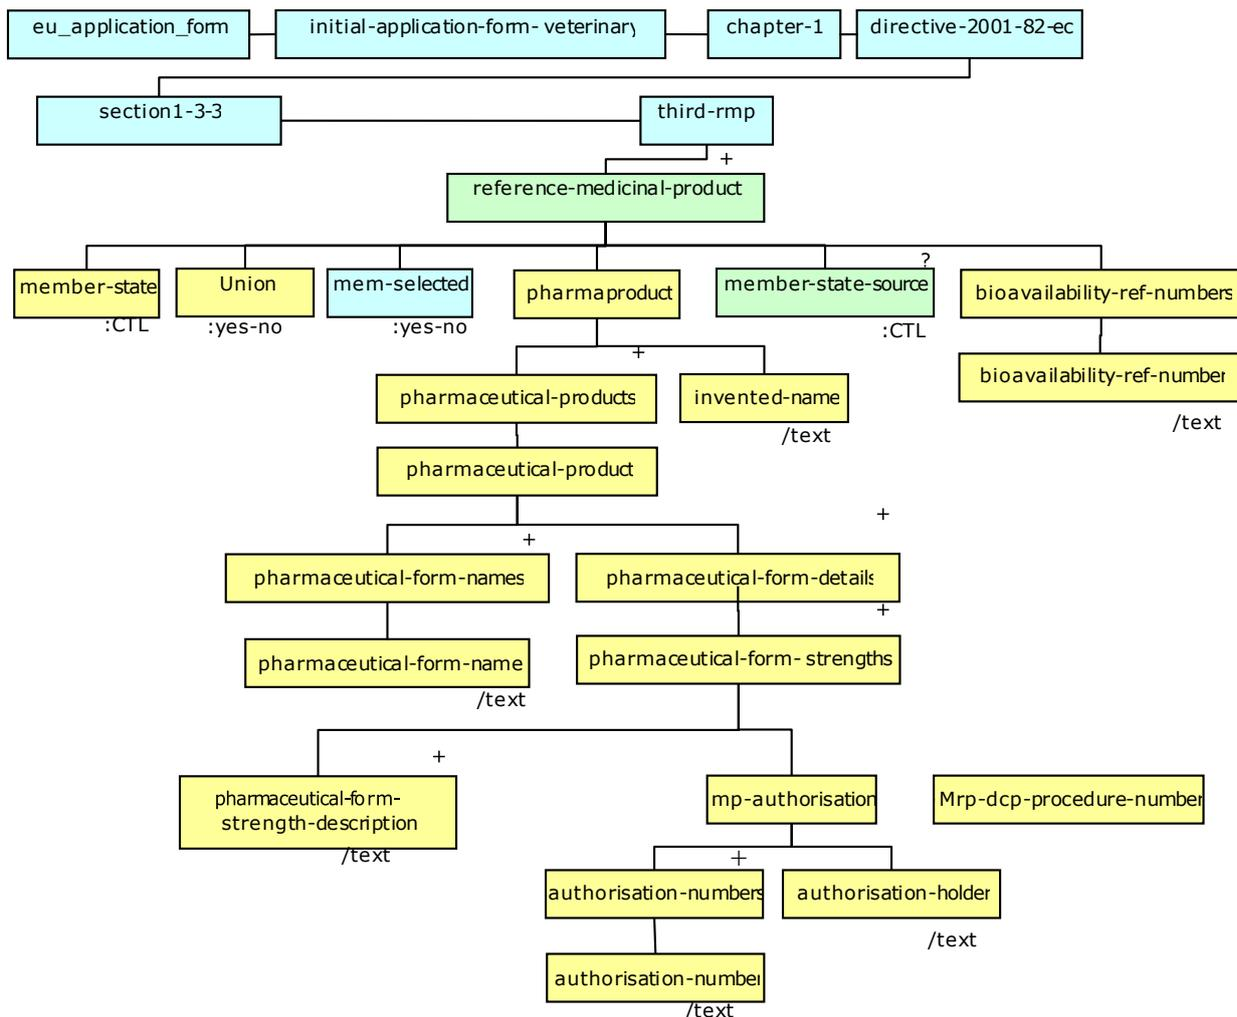 eu_application_form
initial-application-form- veterinary
chapter-1
directive-2001-82-ec
section1-3-3
third-rmp
+
reference-medicinal-product
?
member-state
Union
mem-selected
pharmaproduct
member-state-source
bioavailability-ref-numbers
:CTL
:yes-no
:yes-no
:CTL
+
pharmaceutical-products
invented-name
bioavailability-ref-number
/text
/text
pharmaceutical-product
+
+
pharmaceutical-form-names
pharmaceutical-form-details
+
pharmaceutical-form-name
pharmaceutical-form- strengths
/text
+
pharmaceutical-form-
strength-description
/text
mp-authorisation
Mrp-dcp-procedure-number
+
authorisation-numbers
authorisation-holder
/text
authorisation-number
/text